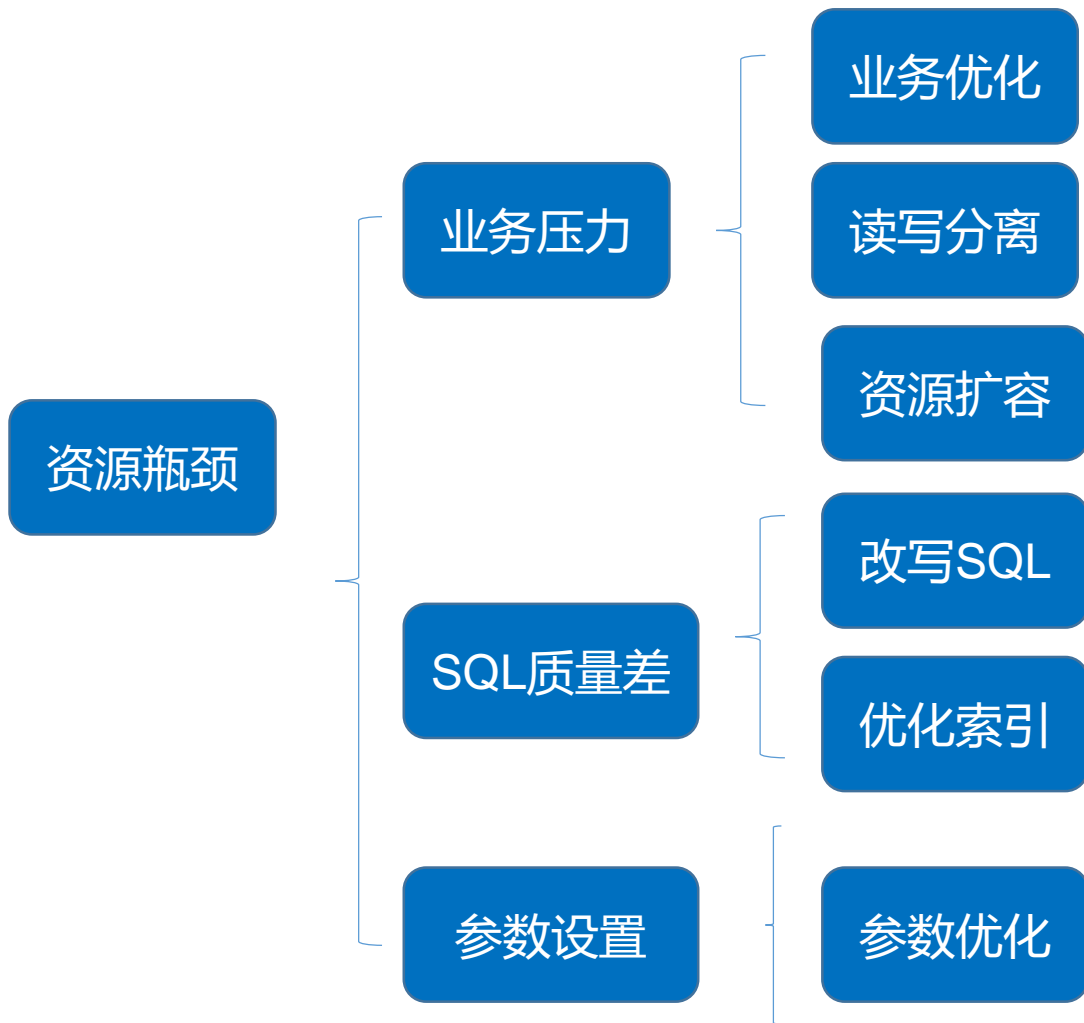 资源瓶颈
业务压力
业务优化
读写分离
资源扩容
SQL质量差
改写SQL
优化索引
参数设置
参数优化